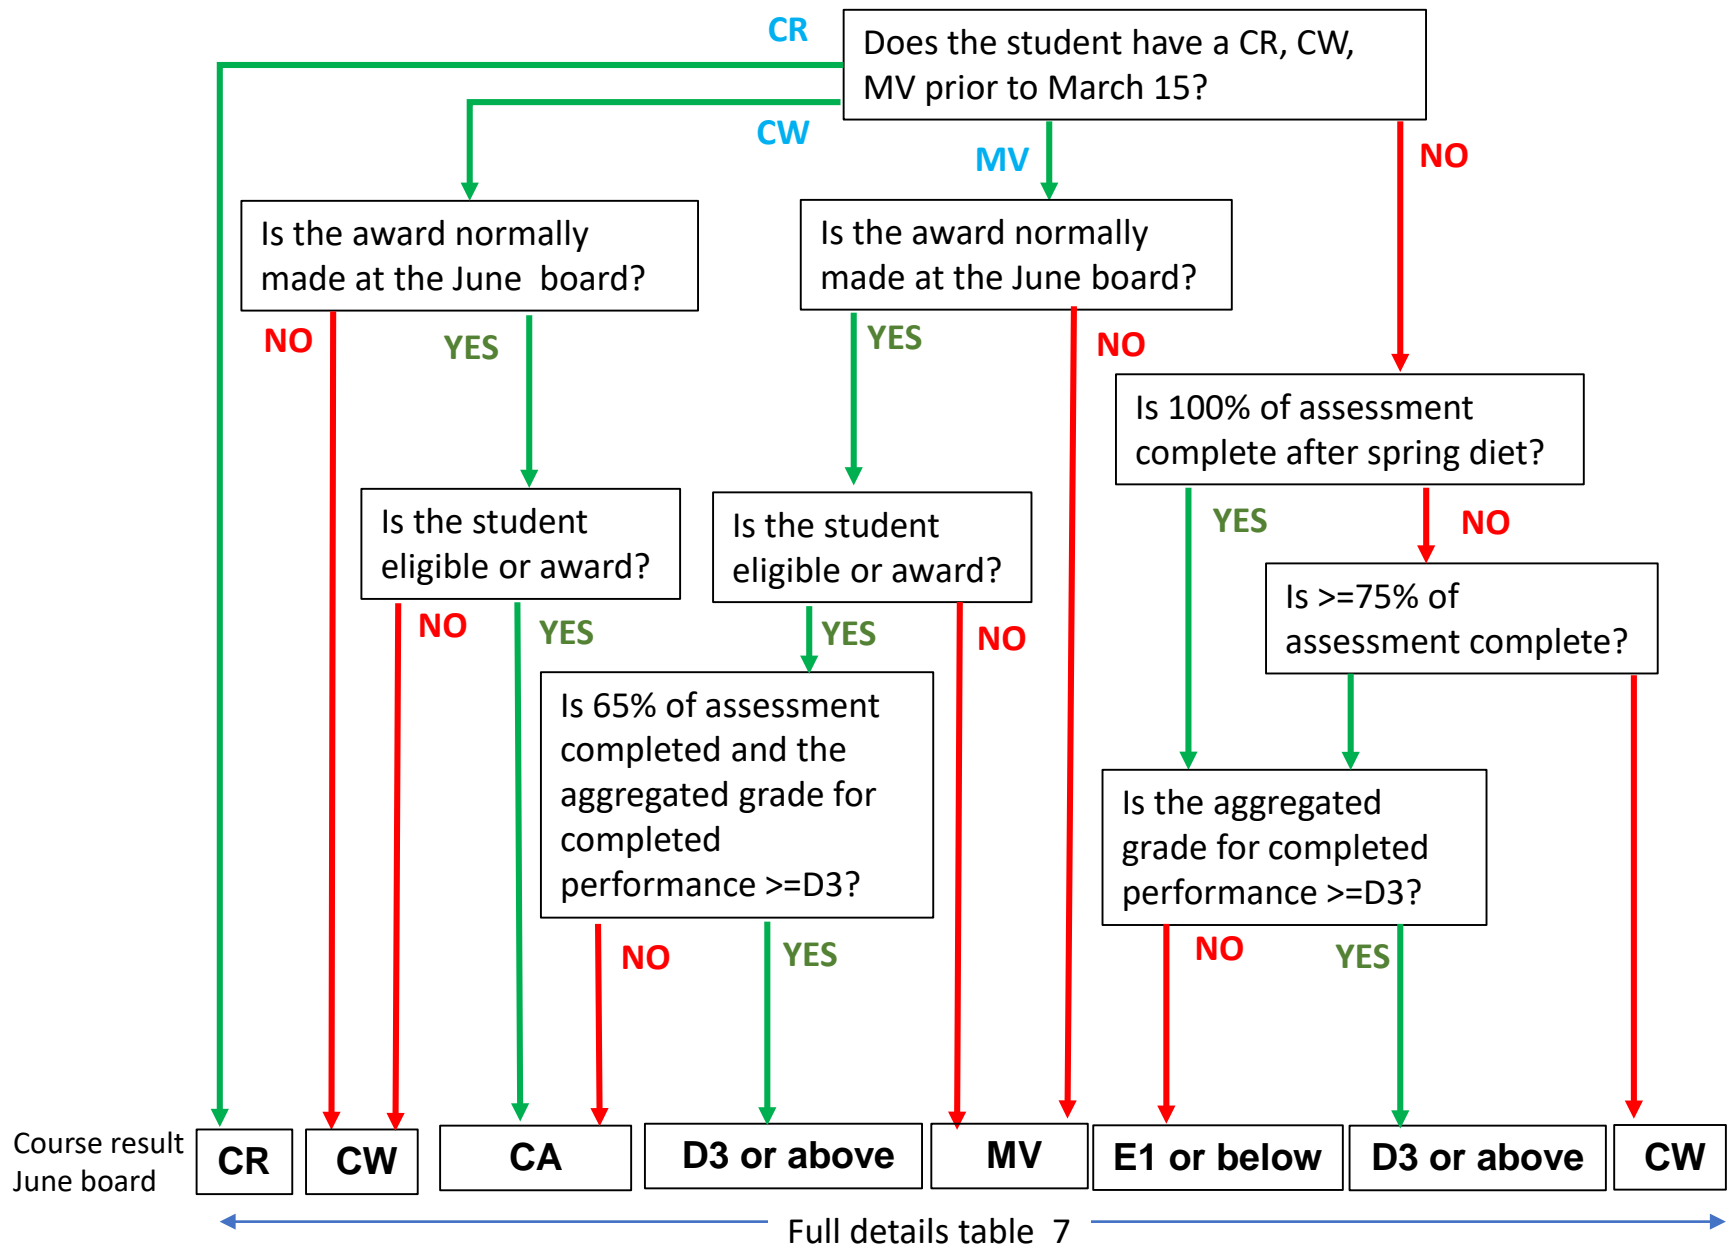 CR
Does the student have a CR, CW,
MV prior to March 15?
CW
MV
NO
Is the award normally
made at the June board?
Is the award normally
made at the June board?
NO
YES
YES
NO
Is 100% of assessment
complete after spring diet?
Is the student
eligible or award?
Is the student
eligible or award?
YES
NO
Is >=75% of
assessment complete?
NO
YES
YES
NO
Is 65% of assessment
completed and the
aggregated grade for
completed
performance >=D3?
Is the aggregated
grade for completed
performance >=D3?
NO
YES
NO
YES
Course result
June board
CR
CW
CA
D3 or above
MV
E1 or below
D3 or above
CW
Full details table 7